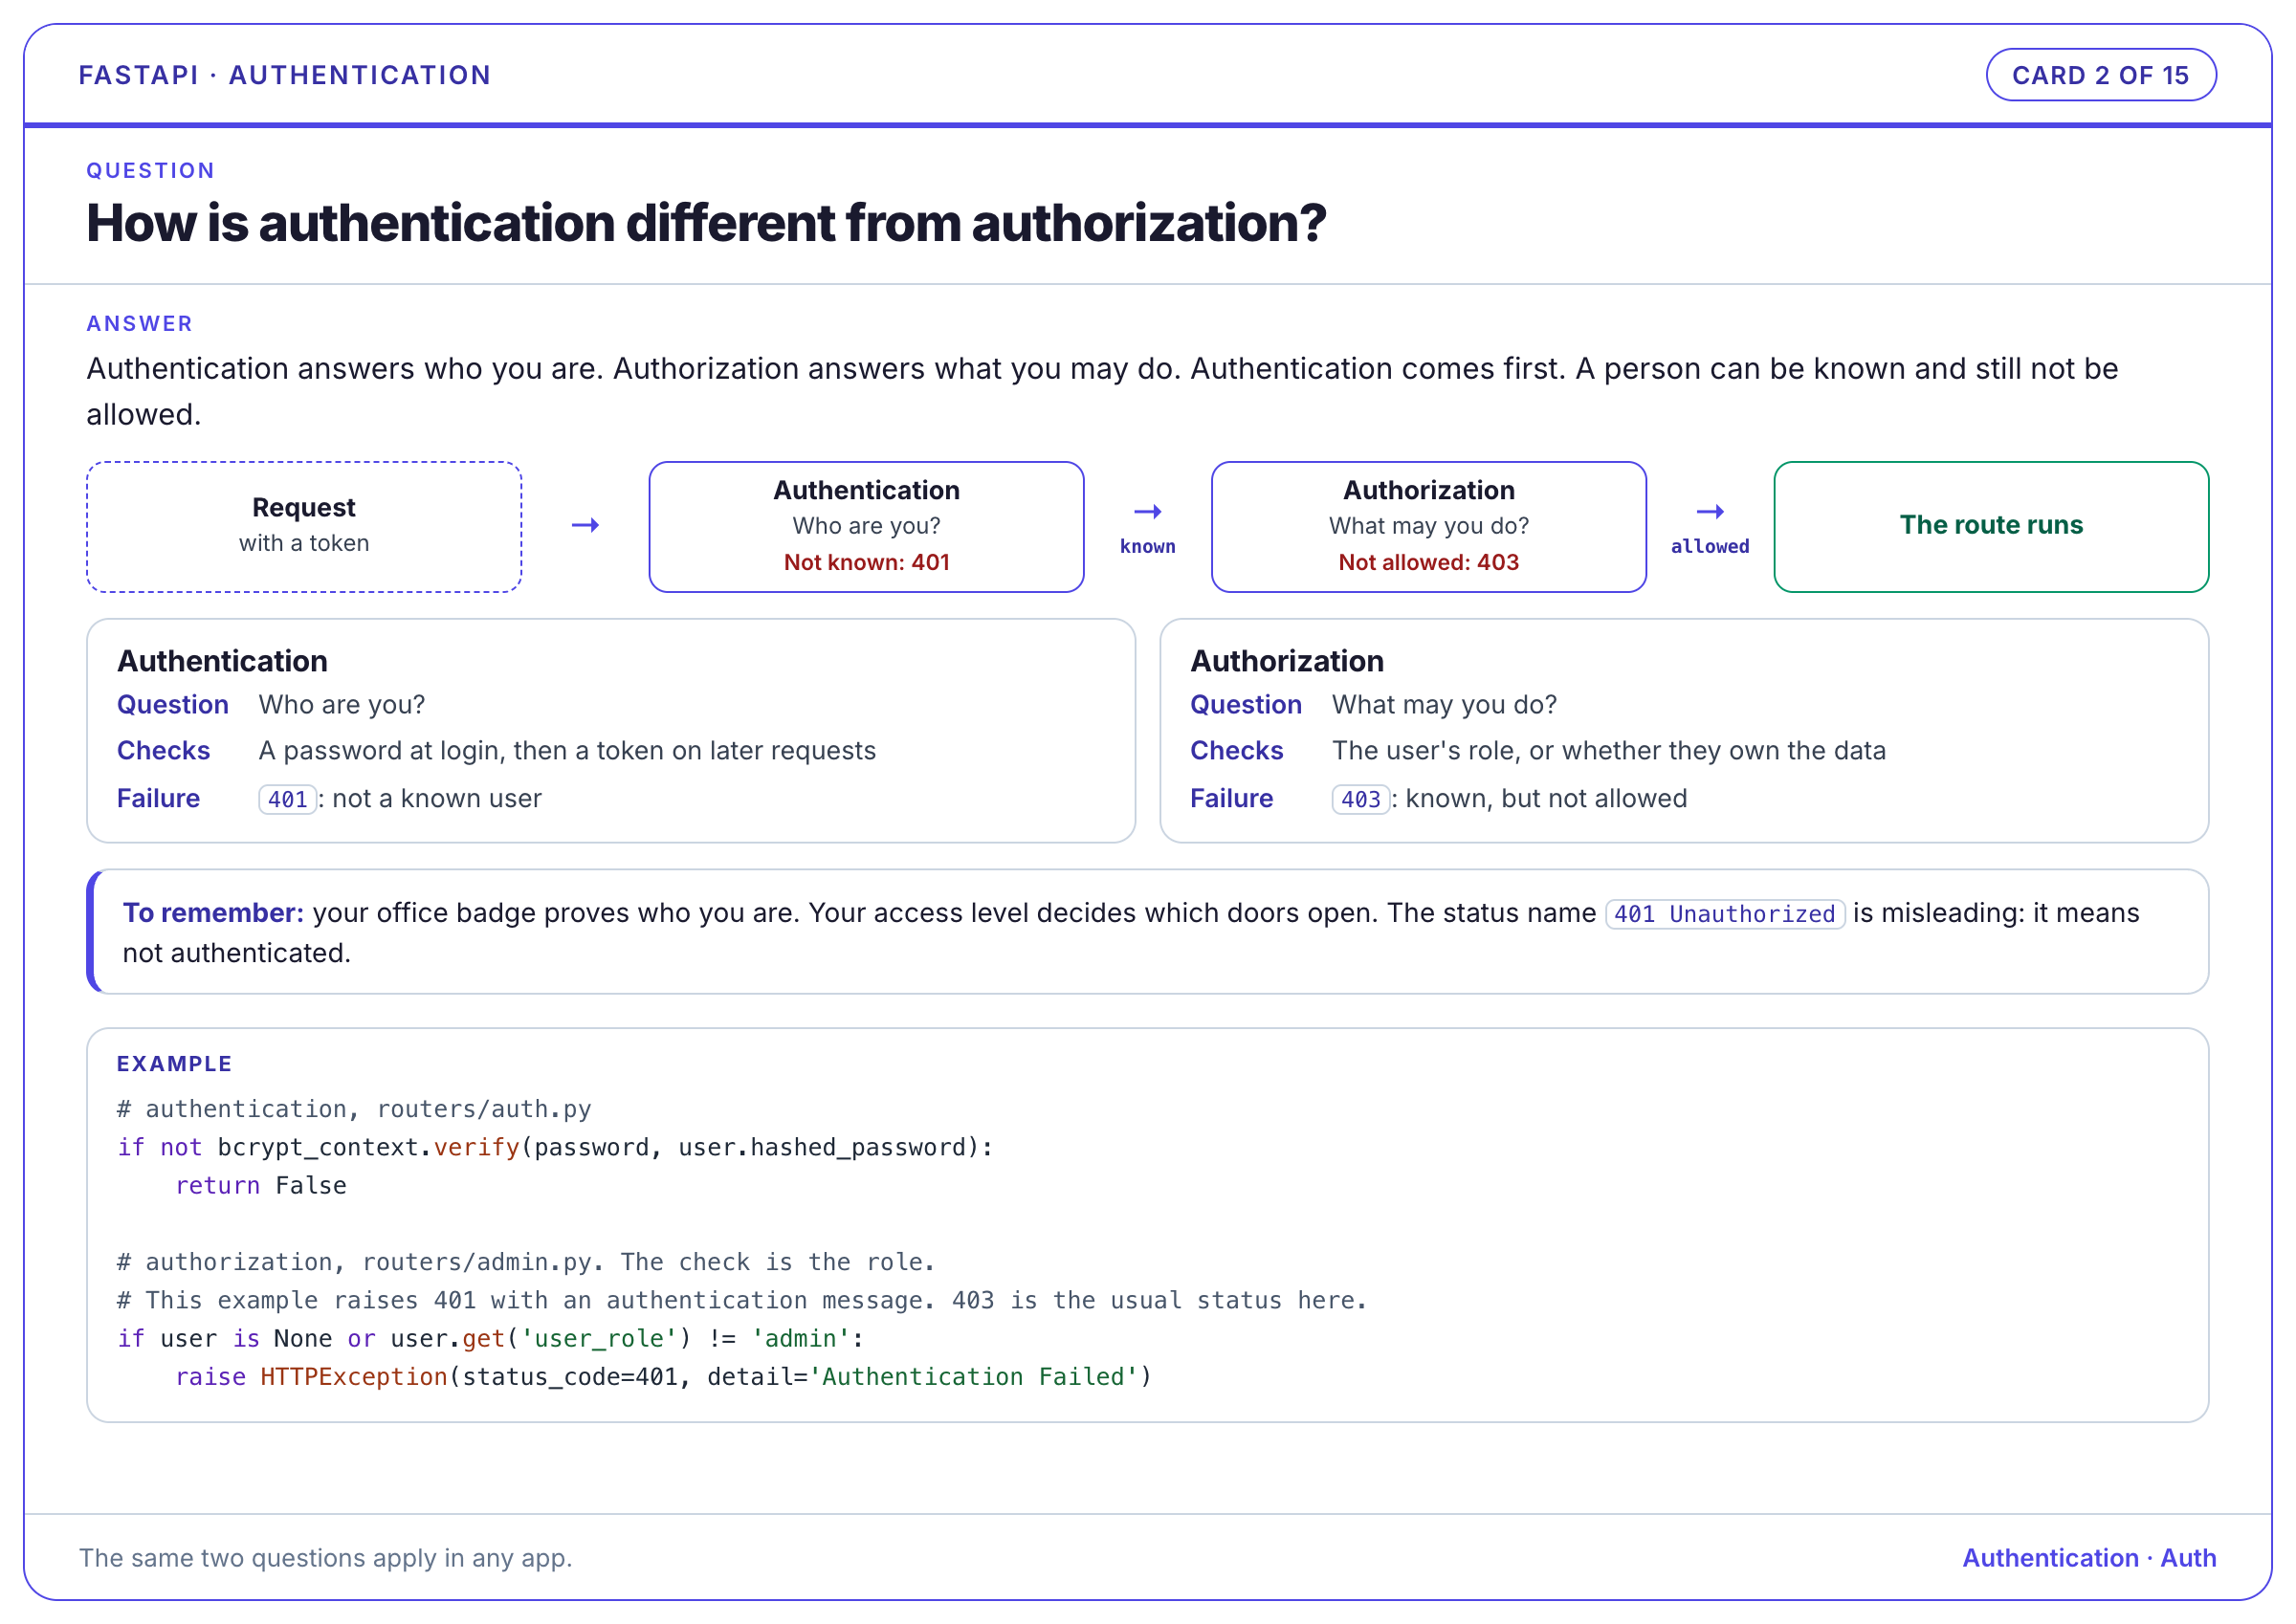 FASTAPI · AUTHENTICATION
CARD 2 OF 15
QUESTION
How is authentication different from authorization?
ANSWER
Authentication answers who you are. Authorization answers what you may do. Authentication comes first. A person can be known and still not be
allowed.
Request
with a token
→
Authentication
Who are you?
Not known: 401
→
known
Authorization
What may you do?
Not allowed: 403
→
allowed
The route runs
Authentication
Question Who are you?
Checks A password at login, then a token on later requests
Failure 401: not a known user
Authorization
Question What may you do?
Checks The user's role, or whether they own the data
Failure 403: known, but not allowed
To remember: your office badge proves who you are. Your access level decides which doors open. The status name 401 Unauthorized is misleading: it means
not authenticated.
EXAMPLE
# authentication, routers/auth.py
if not bcrypt_context.verify(password, user.hashed_password):
    return False
# authorization, routers/admin.py. The check is the role.
# This example raises 401 with an authentication message. 403 is the usual status here.
if user is None or user.get('user_role') != 'admin':
    raise HTTPException(status_code=401, detail='Authentication Failed')
The same two questions apply in any app.
Authentication · Auth